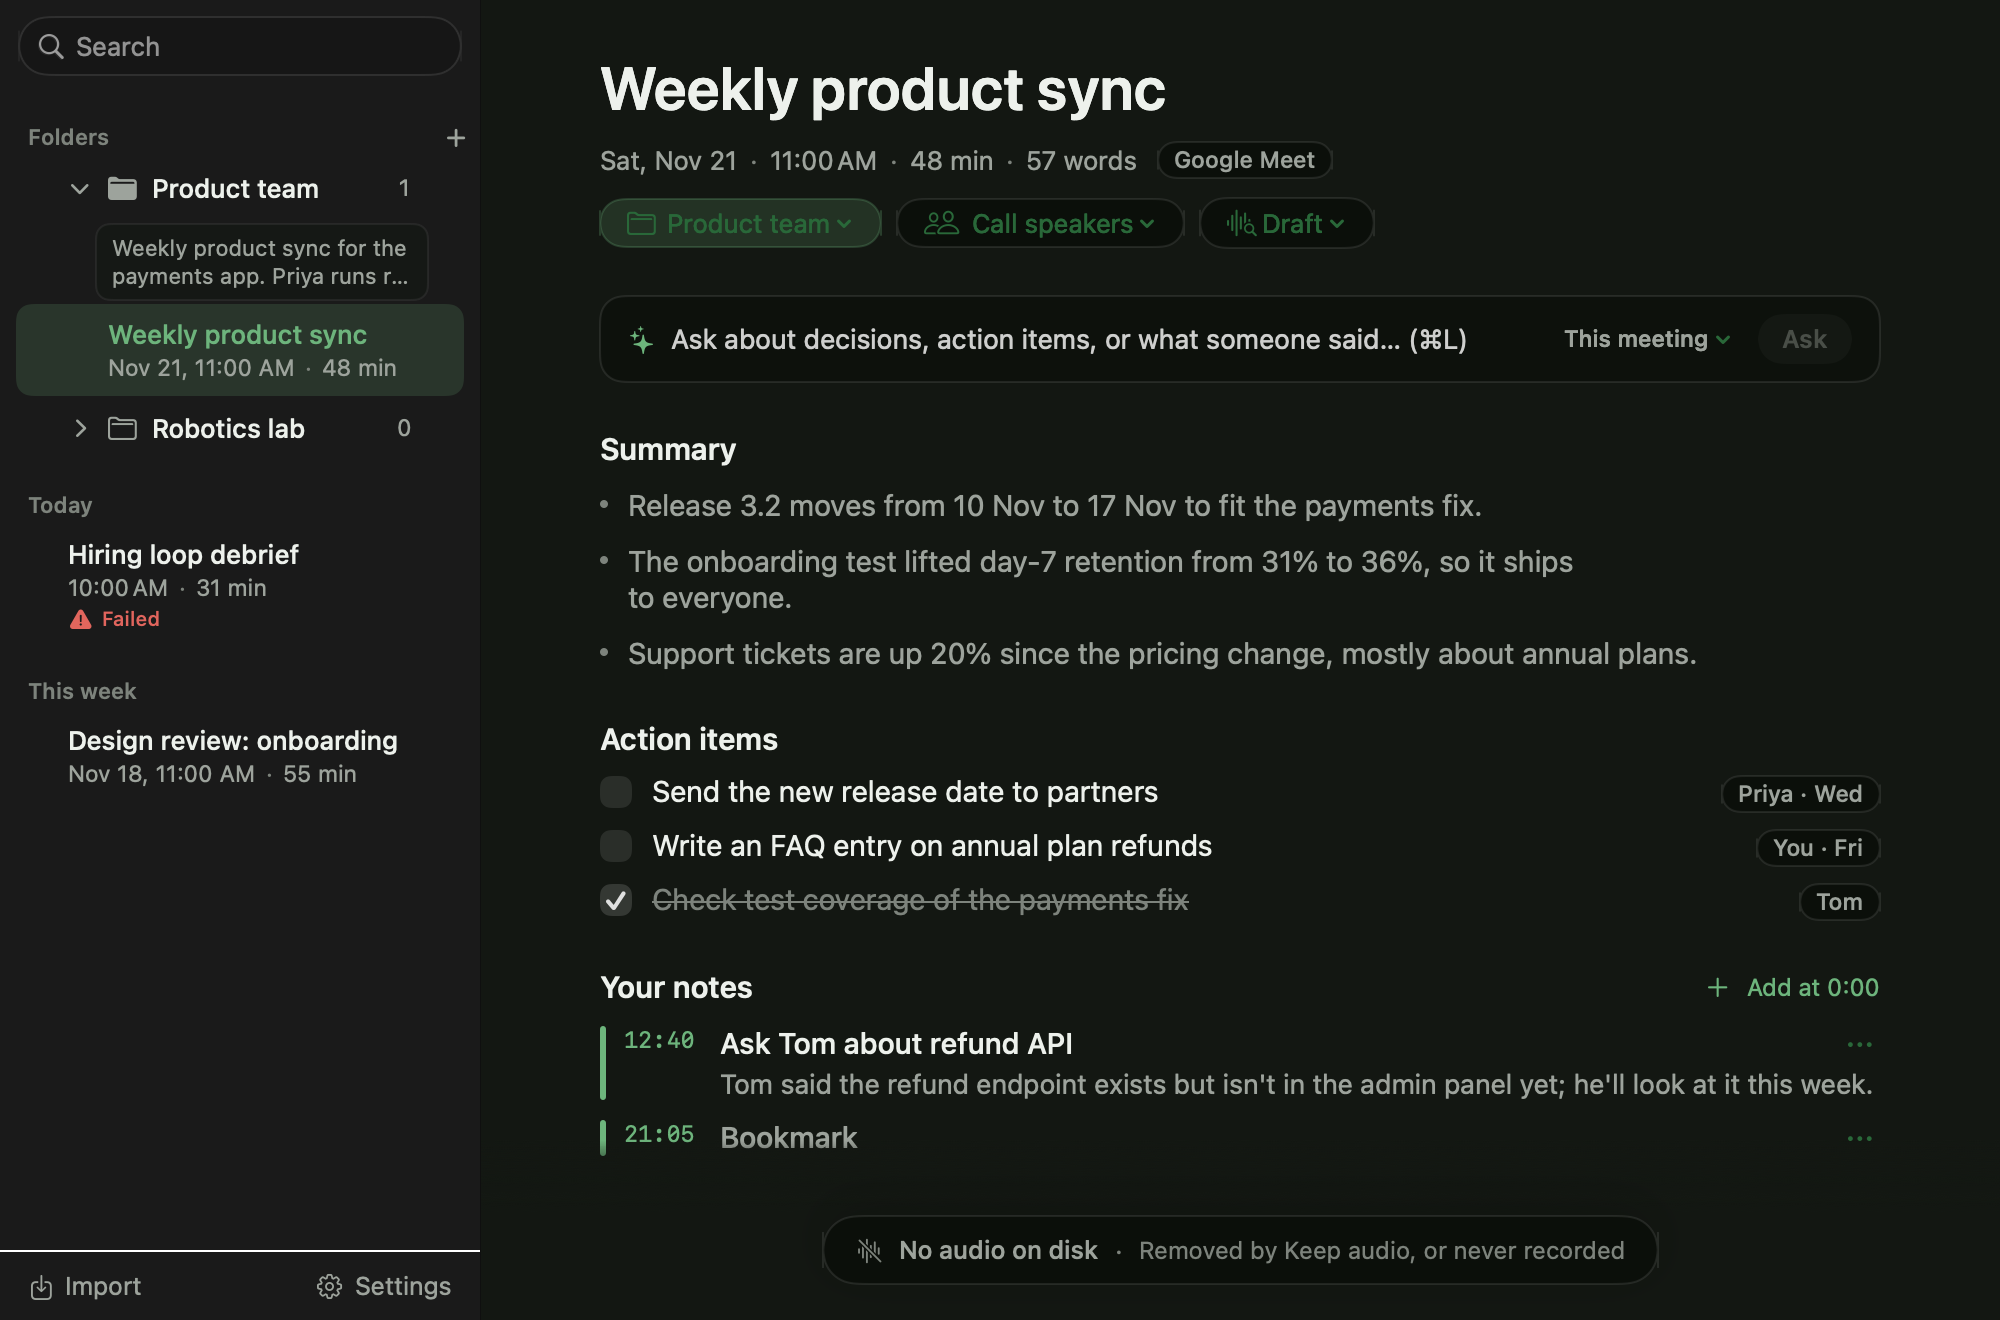 Search
Folders
Product team 1
Weekly product sync for the
payments app. Priya runs r...
Weekly product sync
Nov 21, 11:00 AM · 48 min
Robotics lab 0
Today
Hiring loop debrief
10:00 AM · 31 min
Failed
This week
Design review: onboarding
Nov 18, 11:00 AM · 55 min
Import
Settings
Weekly product sync
Sat, Nov 21 · 11:00 AM · 48 min · 57 words Google Meet
Product team Call speakers Draft
Ask about decisions, action items, or what someone said... (⌘L) This meeting Ask
Summary
• Release 3.2 moves from 10 Nov to 17 Nov to fit the payments fix.
• The onboarding test lifted day-7 retention from 31% to 36%, so it ships
to everyone.
• Support tickets are up 20% since the pricing change, mostly about annual plans.
Action items
Send the new release date to partners Priya · Wed
Write an FAQ entry on annual plan refunds You · Fri
Check test coverage of the payments fix Tom
Your notes + Add at 0:00
12:40 Ask Tom about refund API
Tom said the refund endpoint exists but isn't in the admin panel yet; he'll look at it this week.
21:05 Bookmark
No audio on disk · Removed by Keep audio, or never recorded